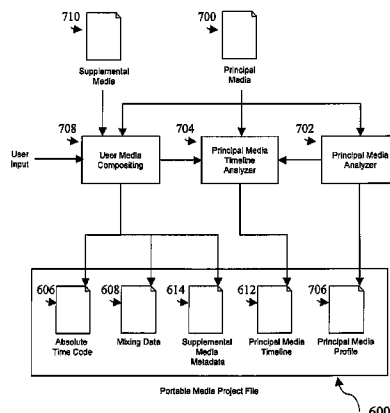 710
700
Supplemental
Media
Principal
Media
708
704
702
User
Input
User Media
Compositing
Principal Media
Timeline
Analyzer
Principal Media
Analyzer
606
608
614
612
706
Absolute
Time Code
Mixing Data
Supplemental
Media
Metadata
Principal Media
Timeline
Principal Media
Profile
Portable Media Project File
600